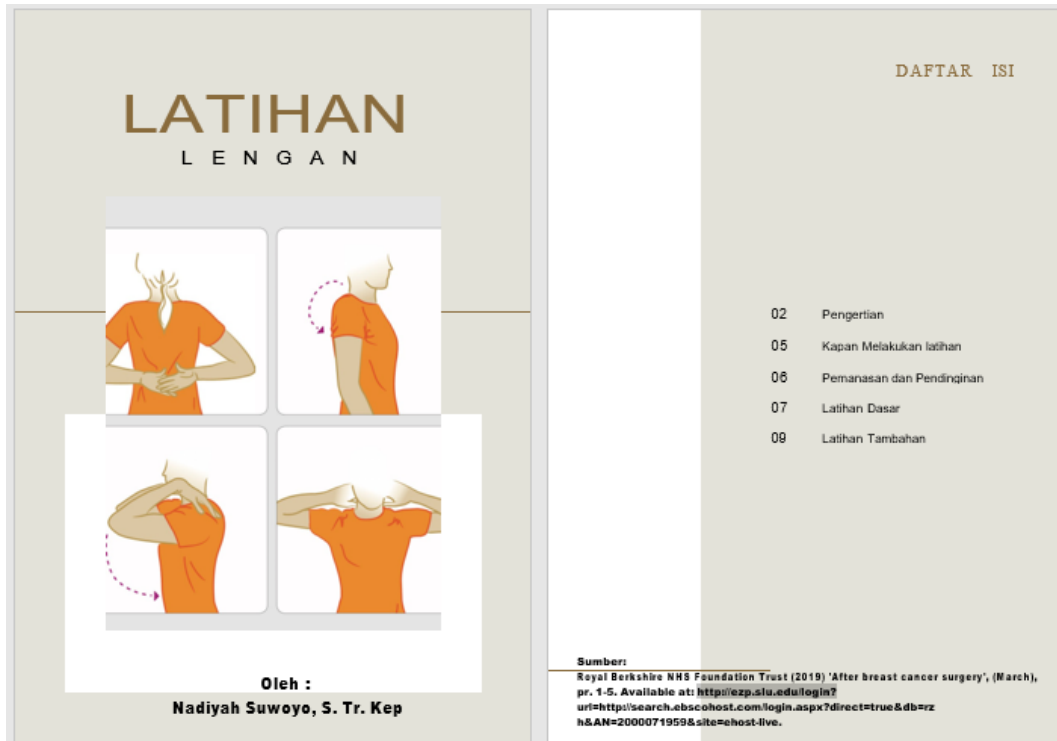 LATIHAN
LENGAN
Oleh :
Nadiyah Suwoyo, S. Tr. Kep
DAFTAR ISI
02 Pengertian
05 Kapan Melakukan latihan
06 Pemanasan dan Pendinginan
07 Latihan Dasar
09 Latihan Tambahan
Sumber:
Royal Berkshire NHS Foundation Trust (2019) 'After breast cancer surgery', (March),
pr. 1-5. Available at: http://ezp.slu.edu/login?
url=http://search.ebscohost.com/login.aspx?direct=true&db=rz
h&AN=2000071959&site=ehost-live.